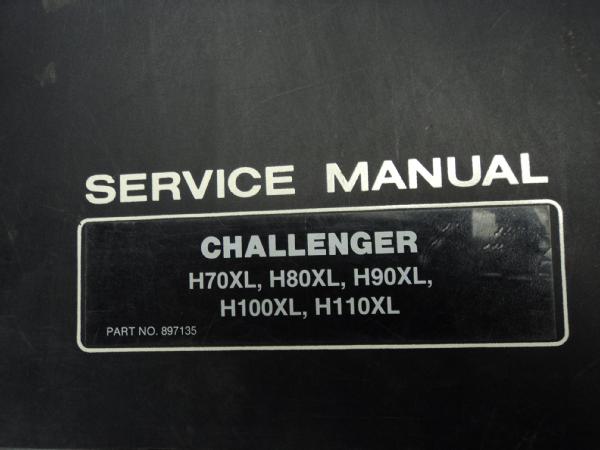 SERVICE MANUAL
CHALLENGER
H70XL, H80XL, H90XL,
H100XL, H110XL
PART NO. 897135